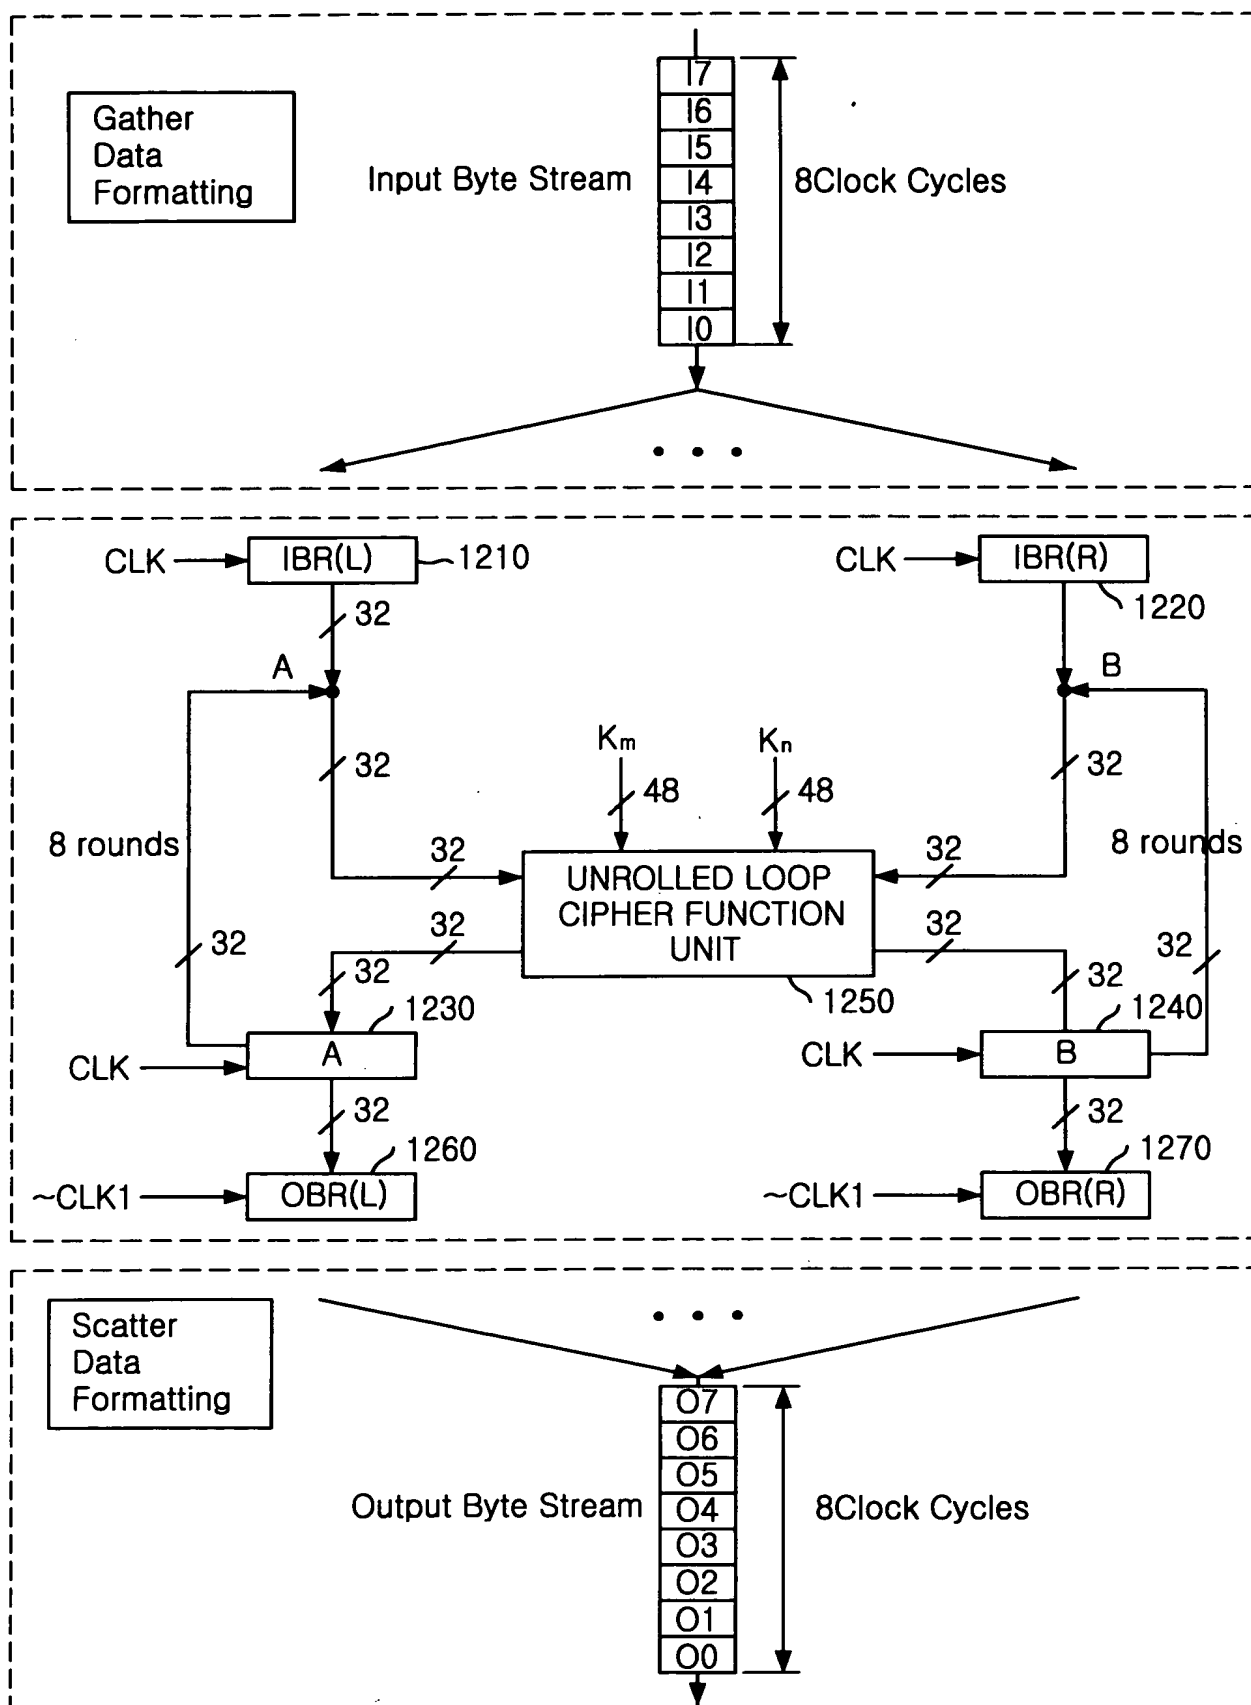 Gather
Data
Formatting
Input Byte Stream
I7
I6
I5
I4
I3
I2
I1
I0
8Clock Cycles
CLK
IBR(L)
1210
CLK
IBR(R)
1220
32
A
B
32
Km
Kn
32
48
48
8 rounds
8 rounds
32
32
UNROLLED LOOP
CIPHER FUNCTION
UNIT
32
32
32
32
32
32
1230
1250
1240
CLK
A
CLK
B
32
32
1260
1270
~CLK1
OBR(L)
~CLK1
OBR(R)
Scatter
Data
Formatting
Output Byte Stream
O7
O6
O5
O4
O3
O2
O1
O0
8Clock Cycles